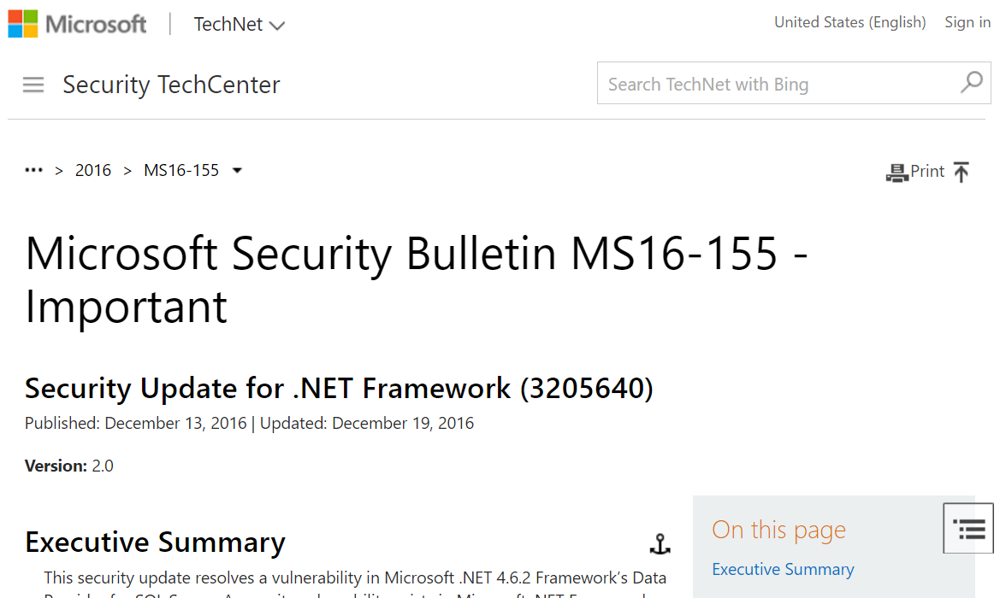 Microsoft | TechNet
United States (English) Sign in
Security TechCenter
Search TechNet with Bing
••• > 2016 > MS16-155
Print
Microsoft Security Bulletin MS16-155 -
Important
Security Update for .NET Framework (3205640)
Published: December 13, 2016 | Updated: December 19, 2016
Version: 2.0
Executive Summary
This security update resolves a vulnerability in Microsoft .NET 4.6.2 Framework’s Data
On this page
Executive Summary